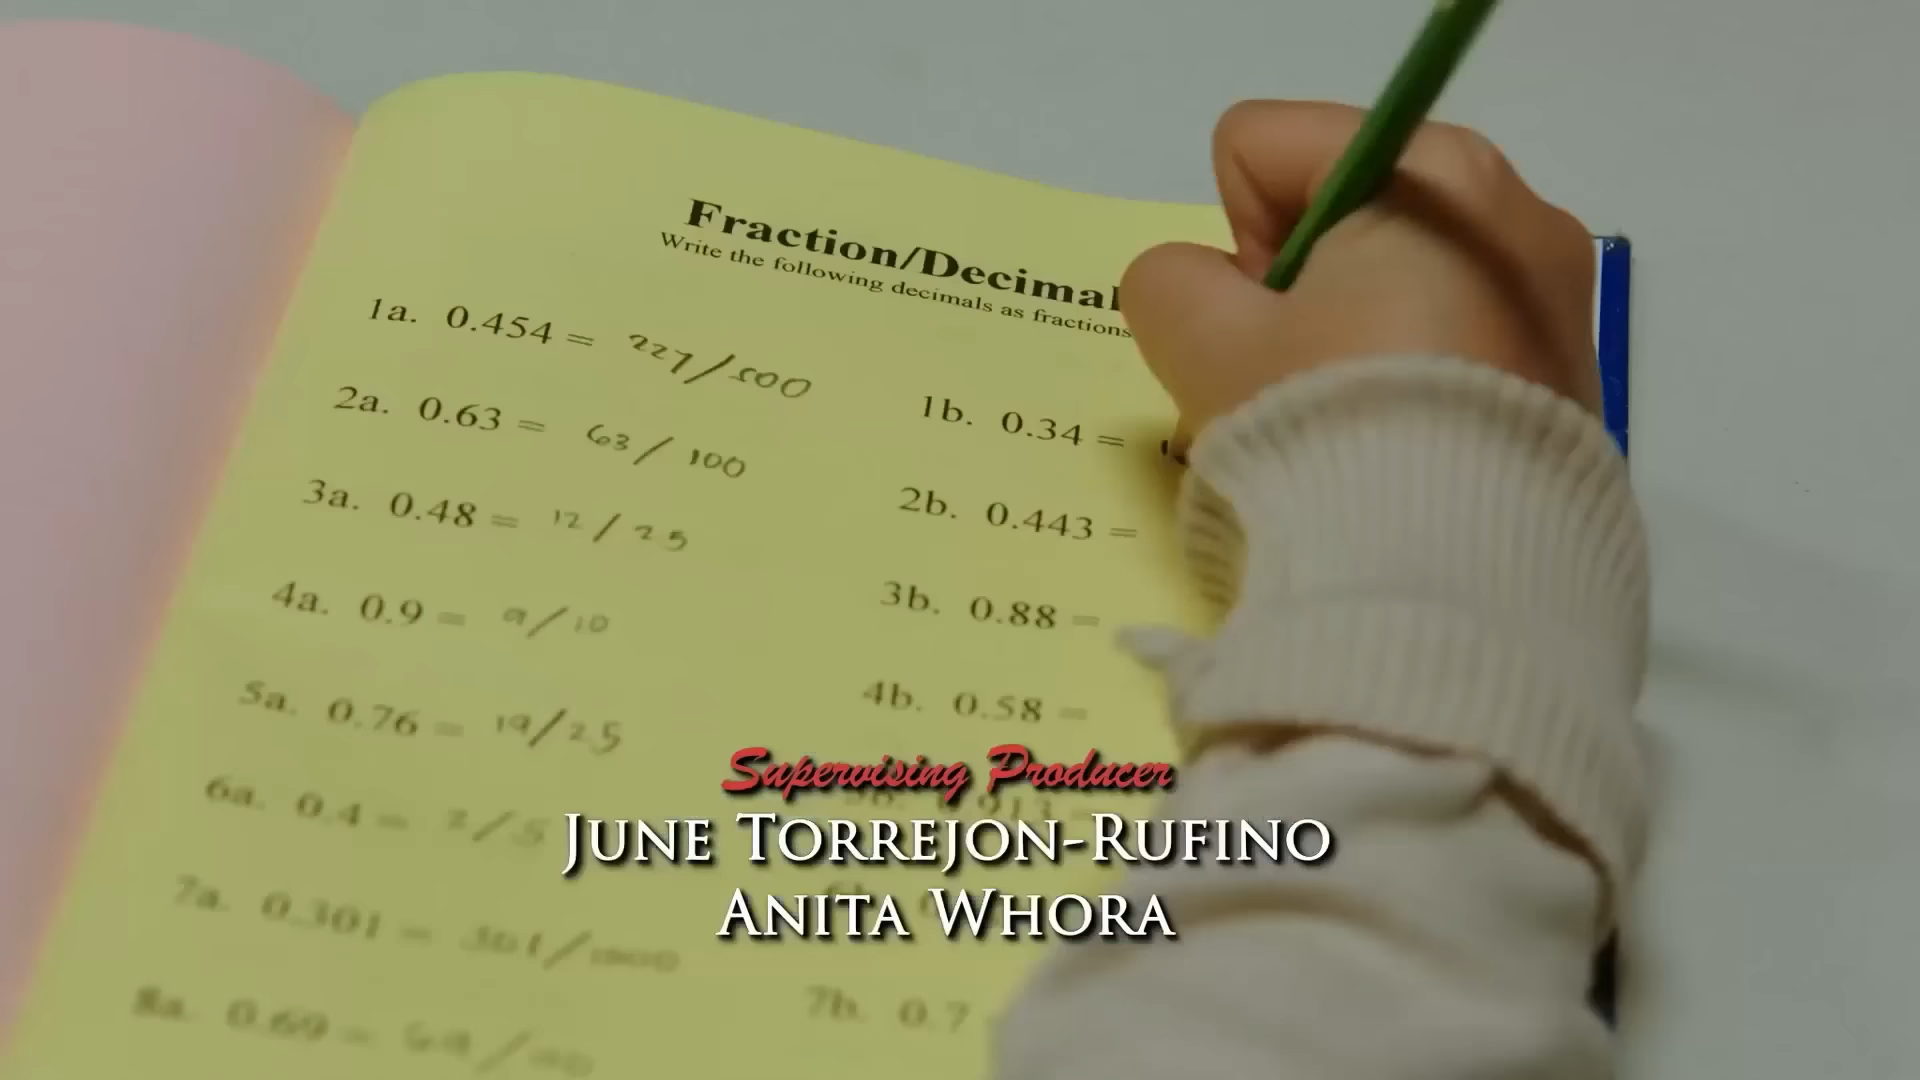 Fraction/Decimal
Write the following decimals as fractions
1a. 0.454 = 227/500
1b. 0.34 =
2a. 0.63 = 63/100
2b. 0.443 =
3a. 0.48 = 12/25
3b. 0.88 =
4a. 0.9 = 9/10
4b. 0.58 =
5a. 0.76 = 19/25
Supervising Producer
6a. 0.4 = 2/5
5b. 0.913 =
June Torrejon-Rufino
Anita Whora
7a. 0.301 = 301/1000
7b. 0.7
8a. 0.69 = 69/100